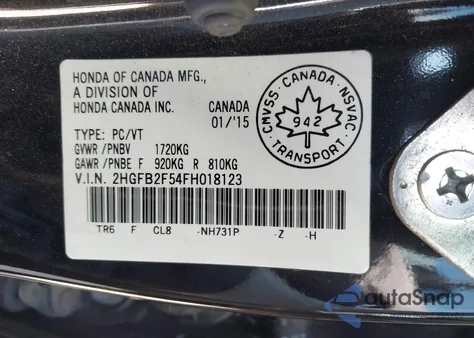 HONDA OF CANADA MFG.,
A DIVISION OF
HONDA CANADA INC. CANADA
01/'15
TYPE: PC/VT
GVWR /PNBV 1720KG
GAWR /PNBE F 920KG R 810KG
V.I.N. 2HGFB2F54FH018123
TR6 F CL8 -NH731P -Z -H
CMVSS · CANADA · NSVAC
942
· TRANSPORT ·
autoSnap